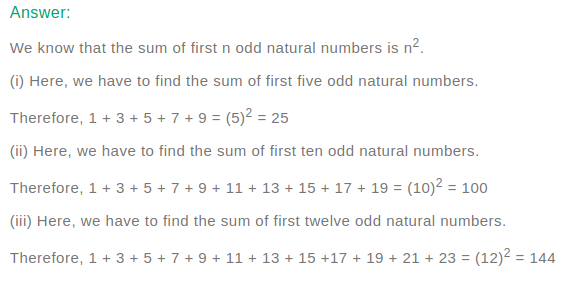 Answer:
We know that the sum of first n odd natural numbers is n².
(i) Here, we have to find the sum of first five odd natural numbers.
Therefore, 1 + 3 + 5 + 7 + 9 = (5)² = 25
(ii) Here, we have to find the sum of first ten odd natural numbers.
Therefore, 1 + 3 + 5 + 7 + 9 + 11 + 13 + 15 + 17 + 19 = (10)² = 100
(iii) Here, we have to find the sum of first twelve odd natural numbers.
Therefore, 1 + 3 + 5 + 7 + 9 + 11 + 13 + 15 +17 + 19 + 21 + 23 = (12)² = 144